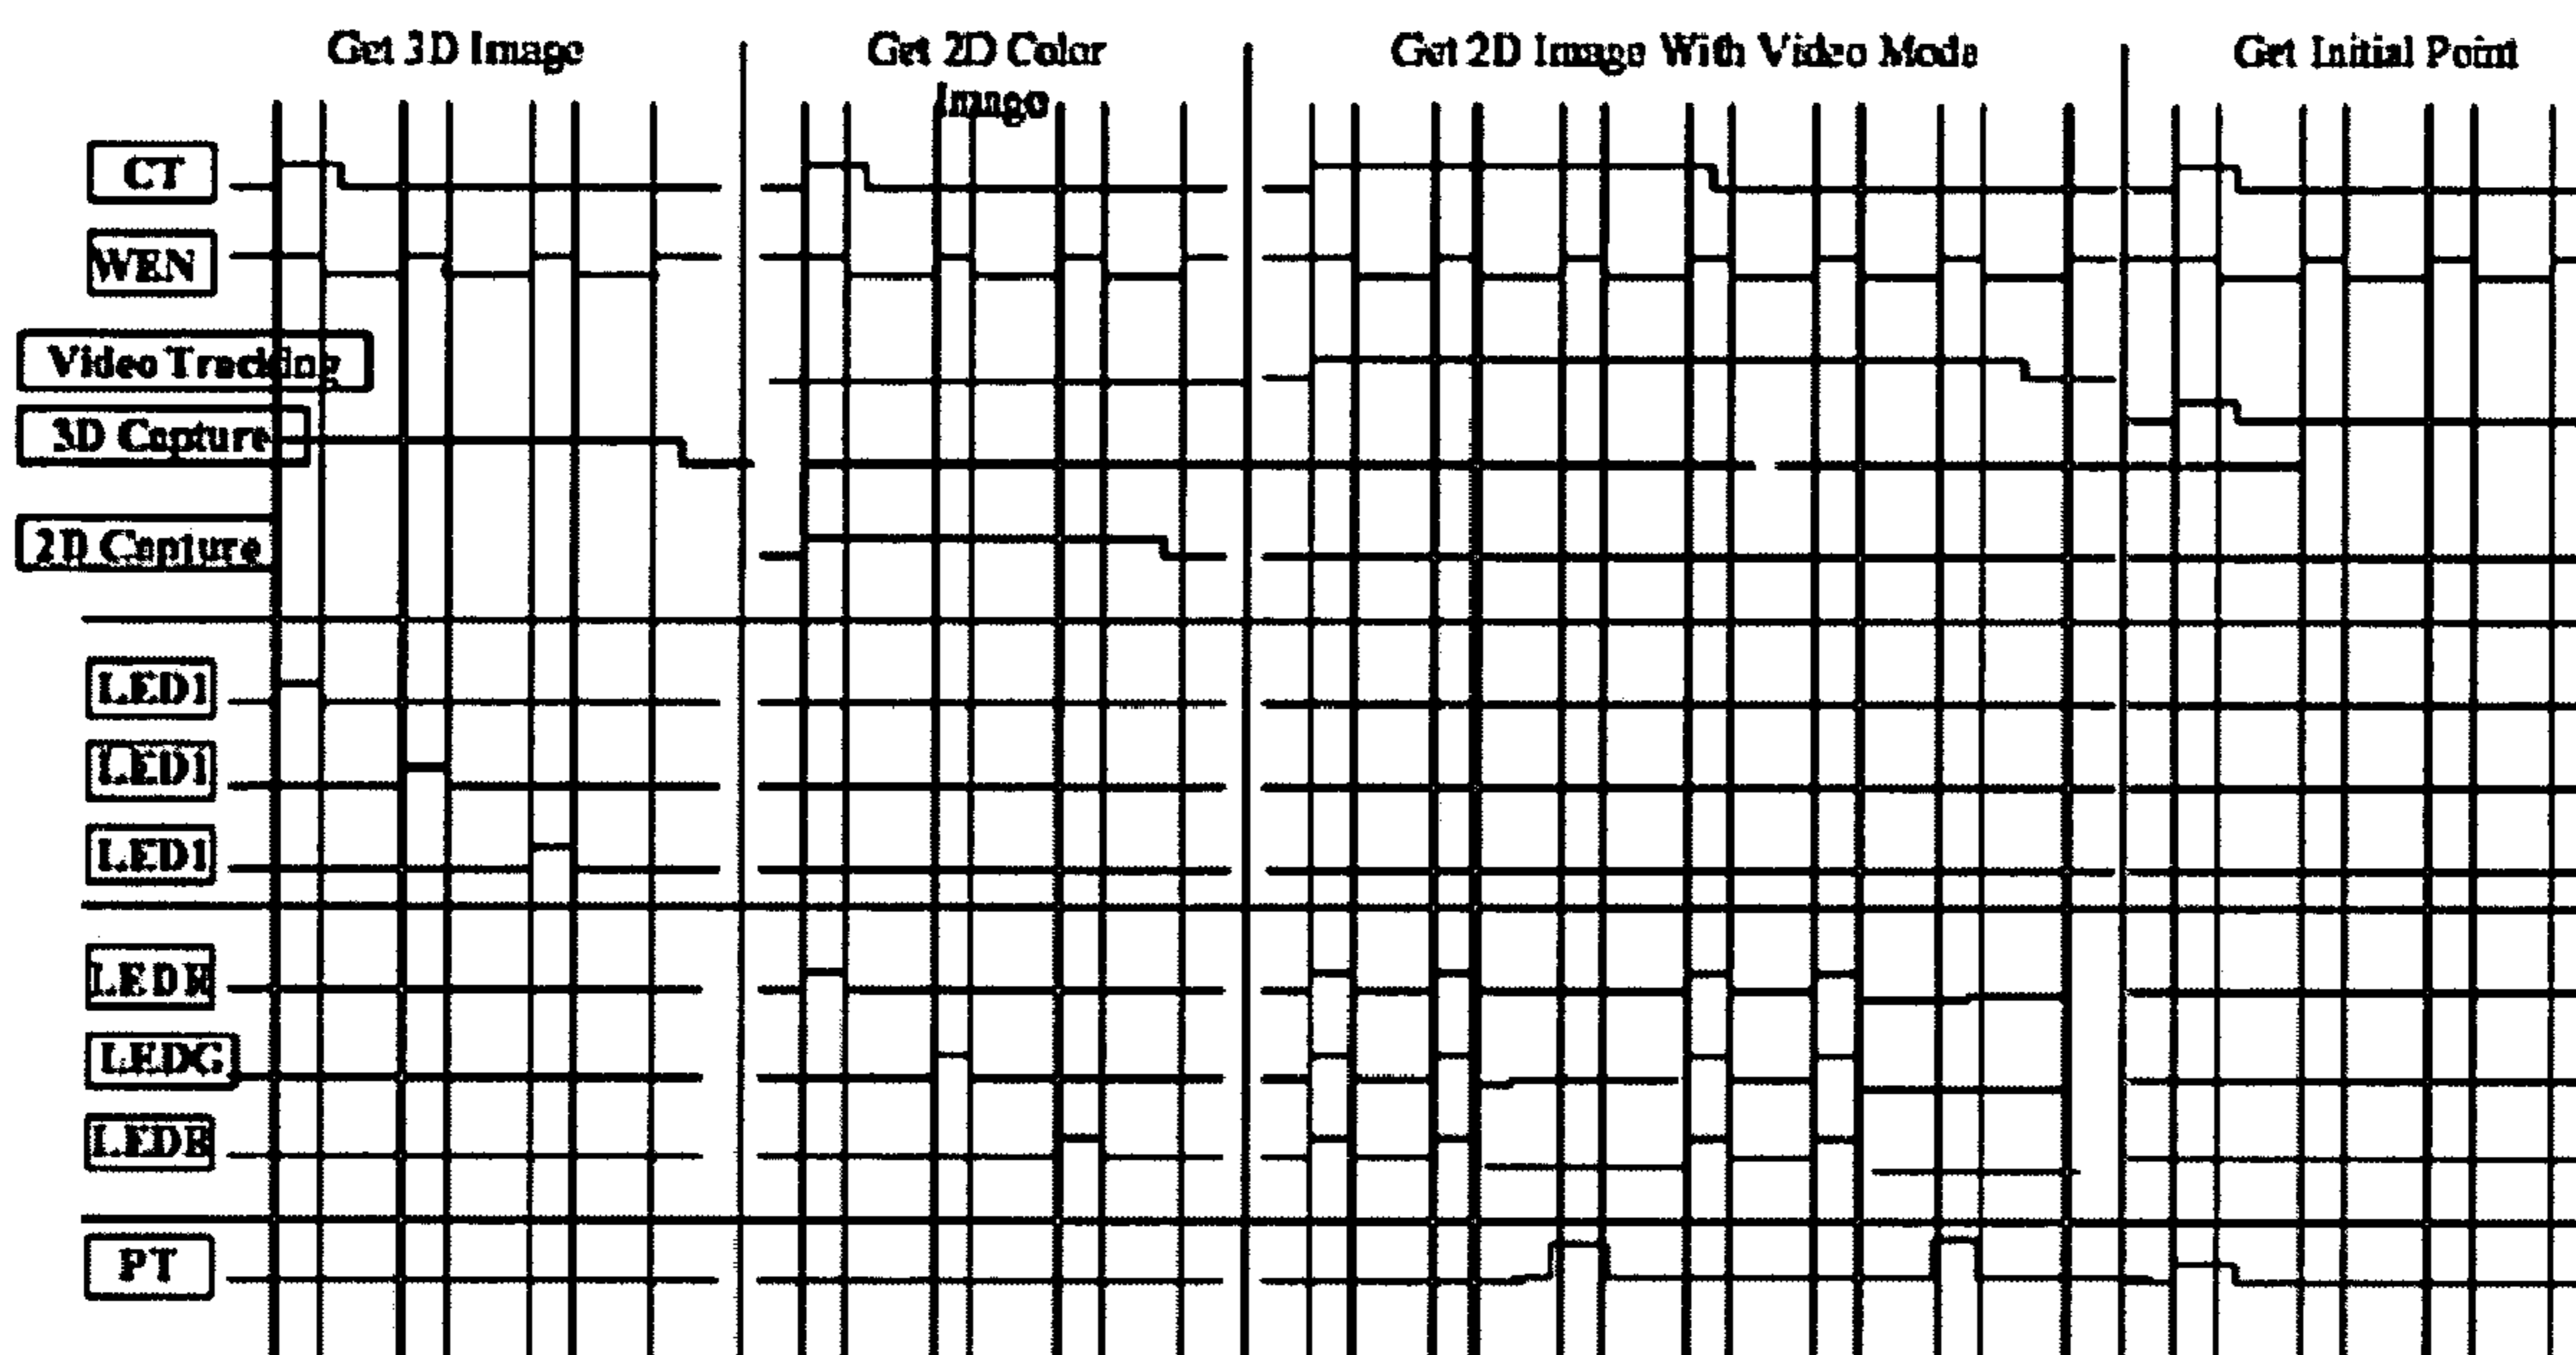 Get 3D Image
Get 2D Color
Image
Get 2D Image With Video Mode
Get Initial Point
CT
WEN
Video Tracking
3D Capture
2D Capture
LED1
LED1
LED1
LEDR
LEDG
LEDB
PT